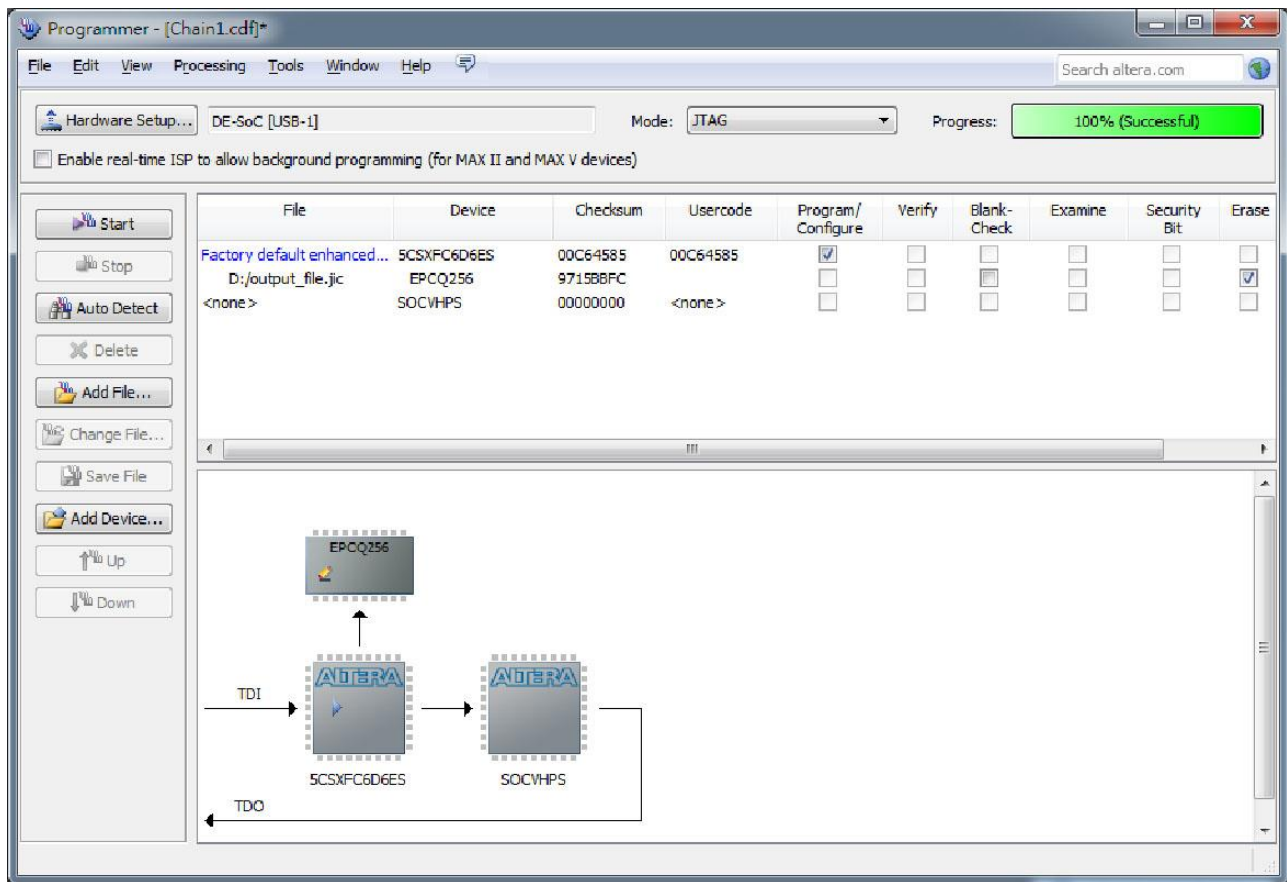 Programmer - [Chain1.cdf]*
File Edit View Processing Tools Window Help Search altera.com
Hardware Setup... DE-SoC [USB-1] Mode: JTAG Progress: 100% (Successful)
Enable real-time ISP to allow background programming (for MAX II and MAX V devices)
Start
Stop
Auto Detect
Delete
Add File...
Change File...
Save File
Add Device...
Up
Down
File Device Checksum Usercode Program/ Verify Blank- Examine Security Erase
Configure Check Bit
Factory default enhanced... 5CSXFC6D6ES 00C64585 00C64585
D:/output_file.jic EPCQ256 9715BBFC
<none> SOCVHPS 00000000 <none>
EPCQ256
ALTERA ALTERA
TDI
5CSXFC6D6ES SOCVHPS
TDO